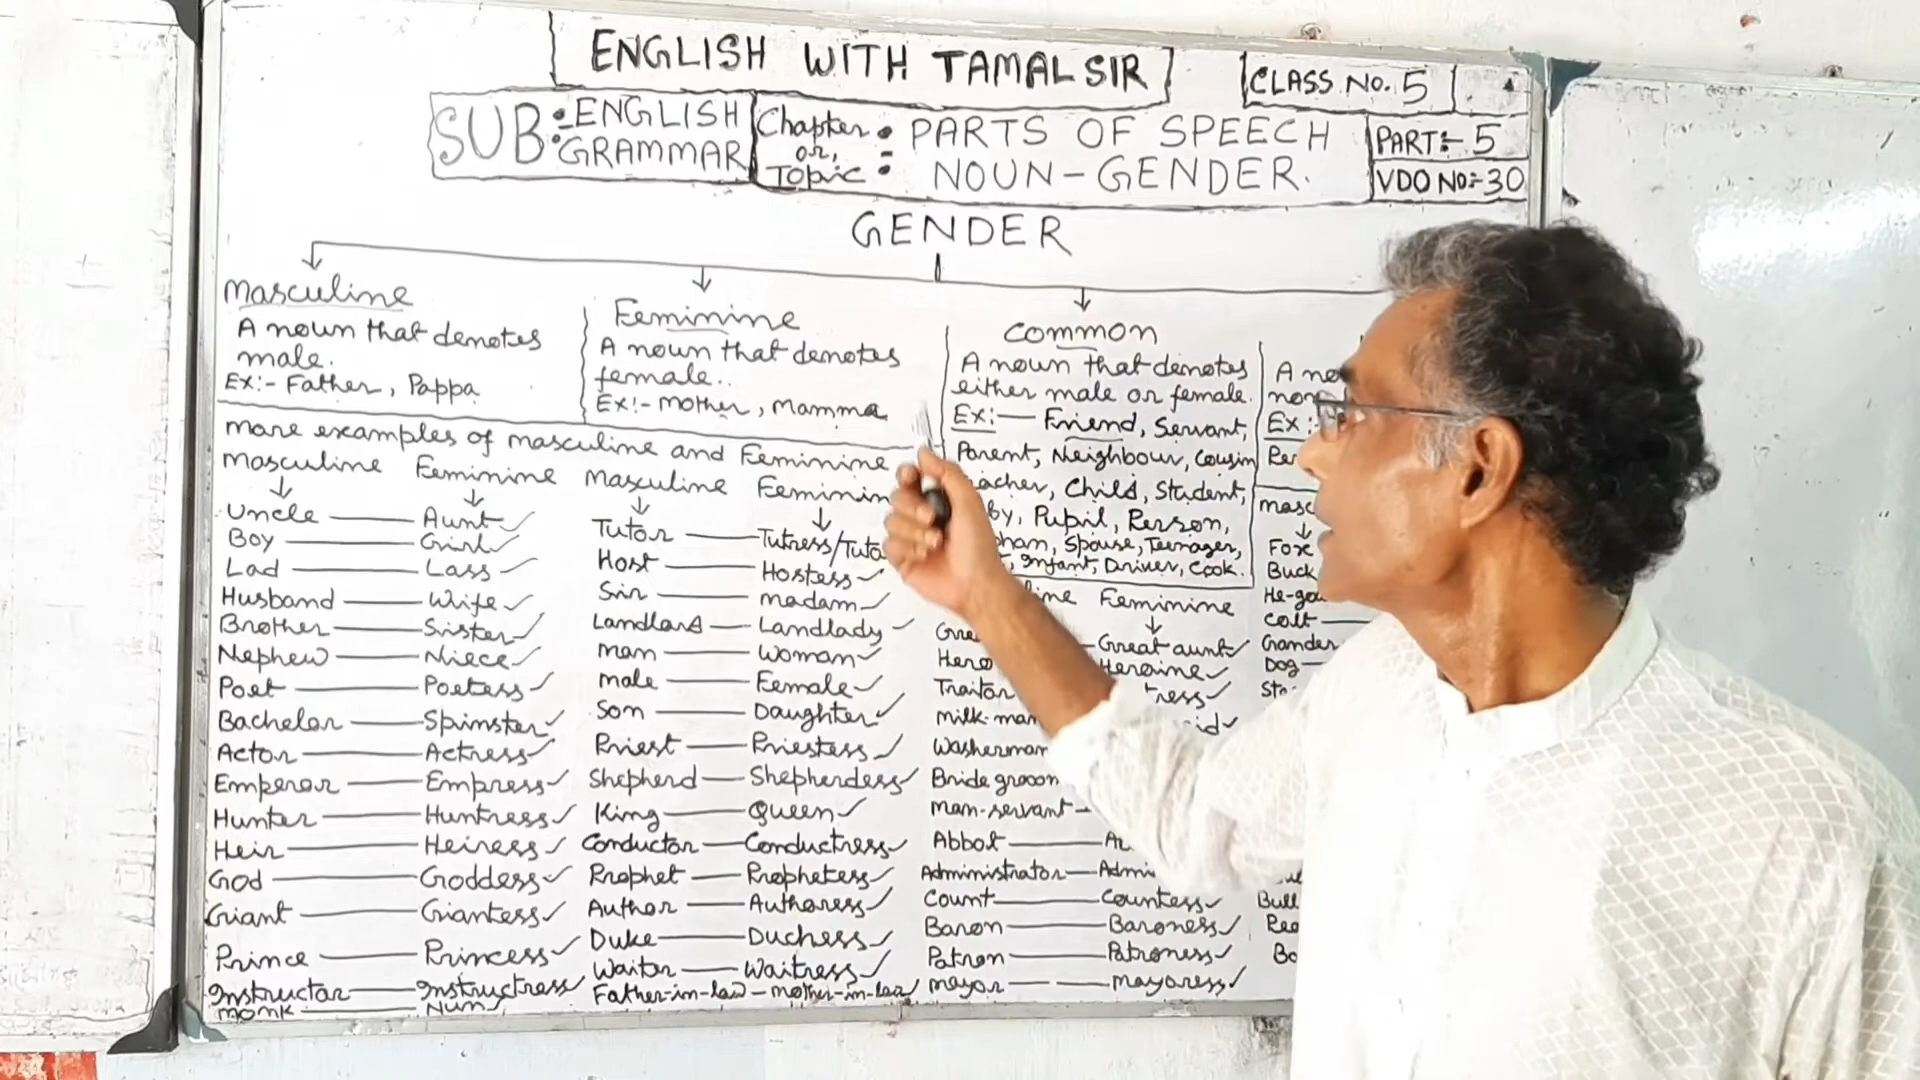 ENGLISH WITH TAMAL SIR
CLASS NO. 5
SUB:- ENGLISH GRAMMAR
Chapter or, Topic :-
PARTS OF SPEECH
NOUN-GENDER.
PART:- 5
VDO NO:- 30
GENDER
Masculine
A noun that denotes
male.
Ex:- Father, Pappa
Feminine
A noun that denotes
female..
Ex:- Mother, Mamma
Common
A noun that denotes
either male or female.
Ex:— Friend, Servant,
Parent, Neighbour, Cousin
Child, Student,
Pupil, Person,
Spouse, Teenager,
Infant, Driver, Cook.
A
Ex:
more examples of masculine and Feminine
Masculine Feminine Masculine Feminine
Uncle — Aunt
Boy — Girl
Lad — Lass
Husband — Wife
Brother — Sister
Nephew — Niece
Poet — Poetess
Bachelor — Spinster
Actor — Actress
Emperor — Empress
Hunter — Huntress
Heir — Heiress
God — Goddess
Giant — Giantess
Prince — Princess
Instructor — Instructress
Monk — Nun
Tutor — Tutress/
Host — Hostess
Sir — madam
Landlord — Landlady
man — Woman
male — Female
Son — Daughter
Priest — Priestess
Shepherd — Shepherdess
King — Queen
Conductor — Conductress
Prophet — Prophetess
Author — Authoress
Duke — Duchess
Waiter — Waitress
Father-in-law — mother-in-law
Feminine
Great aunt
Hero Heroine
Traitor
milk-man
Washerman
Bride groom
man-servant —
Abbot —
Administrator —
Count — Countess
Baron — Baroness
Patron — Patroness
mayor — mayoress
Fox
Buck
Colt —
Gander
Dog —
Bull